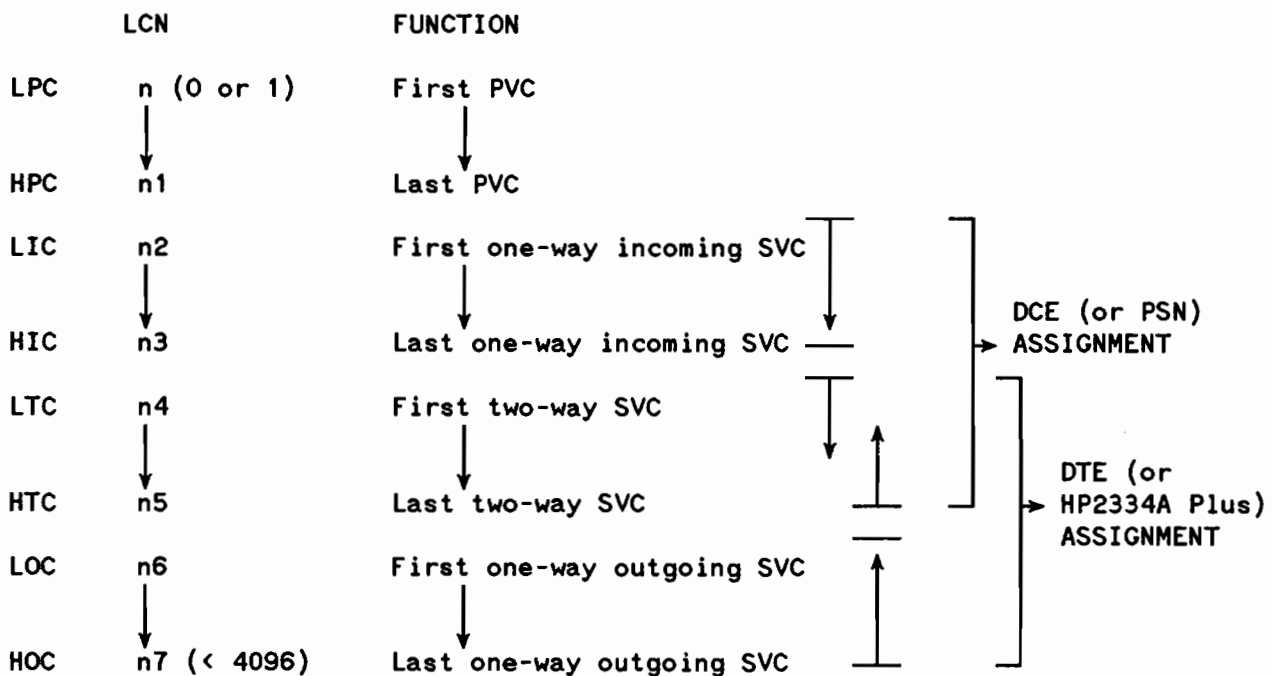 LCN FUNCTION
LPC n (0 or 1) First PVC
HPC n1 Last PVC
LIC n2 First one-way incoming SVC
HIC n3 Last one-way incoming SVC
DCE (or PSN)
ASSIGNMENT
LTC n4 First two-way SVC
HTC n5 Last two-way SVC
DTE (or
HP2334A Plus)
ASSIGNMENT
LOC n6 First one-way outgoing SVC
HOC n7 (< 4096) Last one-way outgoing SVC